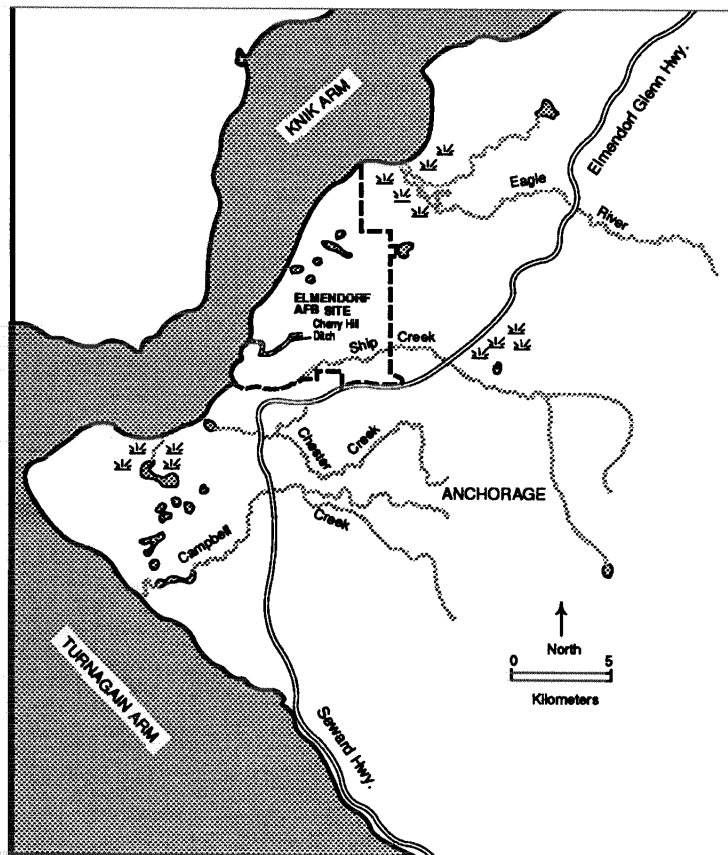 KNIK ARM
Elmendorf Glenn Hwy.
Eagle
River
ELMENDORF
AFB SITE
Cherry Hill
Ditch
Ship Creek
Chester Creek
ANCHORAGE
Campbell
Creek
North
0 5
Kilometers
TURNAGAIN ARM
Seward Hwy.